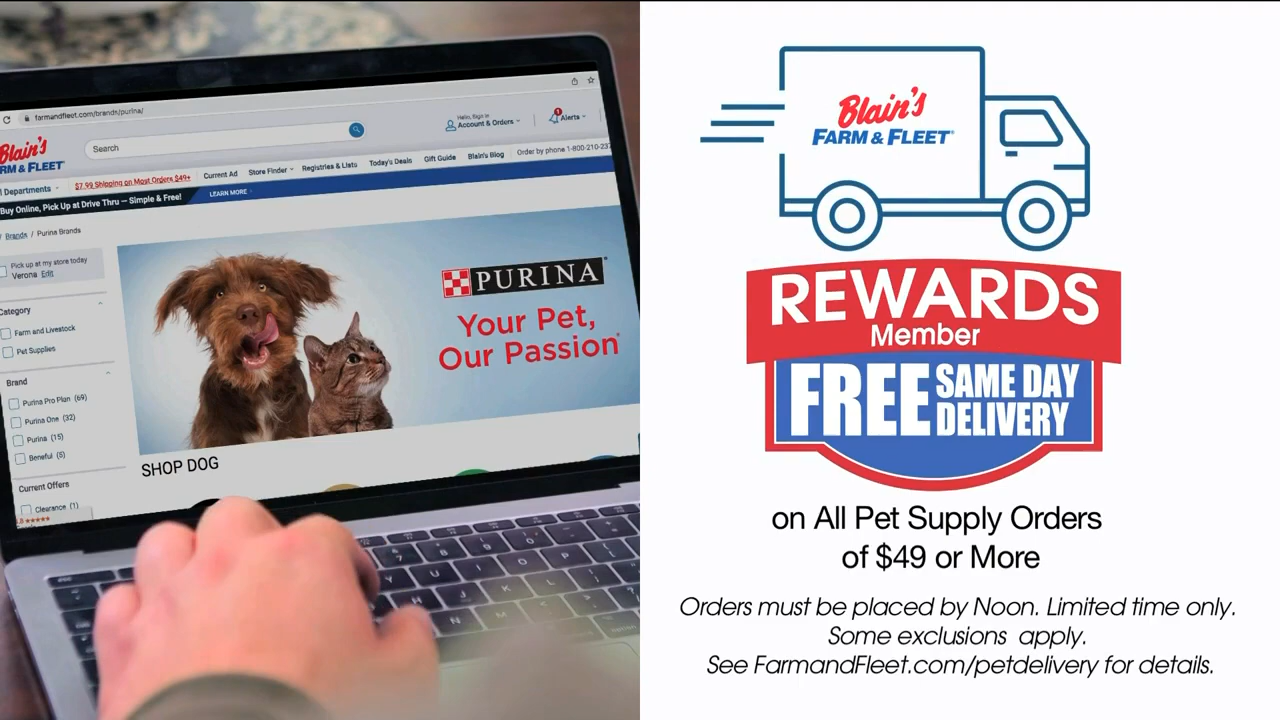 farmandfleet.com/brands/purina/
Blain's
FARM & FLEET
Search
Hello, Sign in
Account & Orders
1
Alerts
Departments
$7.99 Shipping on Most Orders $49+
Current Ad
Store Finder
Registries & Lists
Today's Deals
Gift Guide
Blain's Blog
Order by phone 1-800-210-237
Buy Online, Pick Up at Drive Thru — Simple & Free!
LEARN MORE
/ Brands / Purina Brands
Pick up at my store today
Verona Edit
Category
Farm and Livestock
Pet Supplies
Brand
Purina Pro Plan (69)
Purina One (32)
Purina (15)
Beneful (5)
Current Offers
Clearance (1)
PURINA
Your Pet,
Our Passion
SHOP DOG
Blain's
FARM & FLEET
REWARDS
Member
FREE SAME DAY
DELIVERY
on All Pet Supply Orders
of $49 or More
Orders must be placed by Noon. Limited time only.
Some exclusions apply.
See FarmandFleet.com/petdelivery for details.